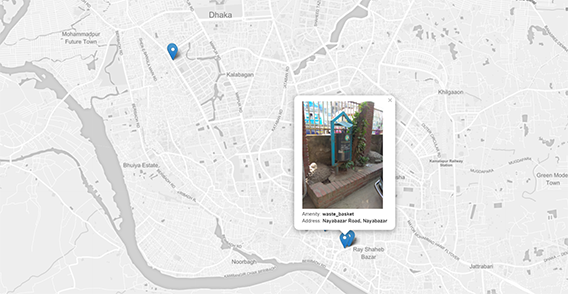 Dhaka
Mohammadpur
Future Town
Kalabagan
Khilgaon
Bhuiya Estate,
Kamalapur Railway
Station
Green Model
Town
×
Amenity: waste_basket
Address: Nayabazar Road, Nayabazar
Ray Shaheb
Bazar
Noorbagh
Jattrabari